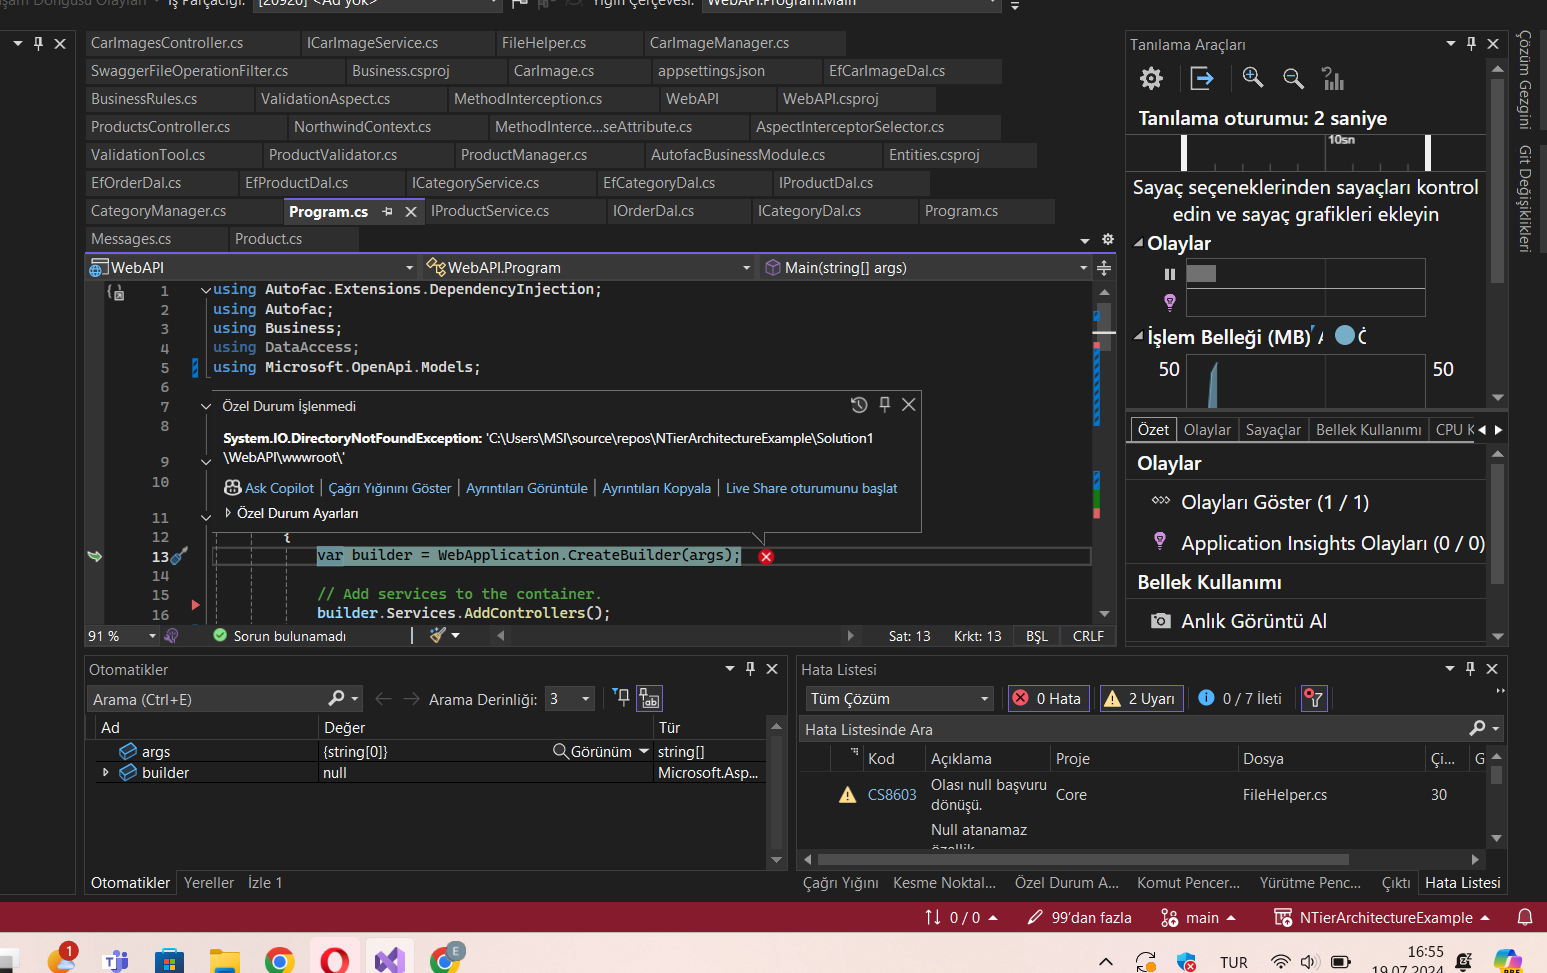 İş Parçacığı:
[20920] <Ad yok>
Yığın Çerçevesi:
WebAPI.Program.Main
CarImagesController.cs
ICarImageService.cs
FileHelper.cs
CarImageManager.cs
SwaggerFileOperationFilter.cs
Business.csproj
CarImage.cs
appsettings.json
EfCarImageDal.cs
BusinessRules.cs
ValidationAspect.cs
MethodInterception.cs
WebAPI
WebAPI.csproj
ProductsController.cs
NorthwindContext.cs
MethodInterce...seAttribute.cs
AspectInterceptorSelector.cs
ValidationTool.cs
ProductValidator.cs
ProductManager.cs
AutofacBusinessModule.cs
Entities.csproj
EfOrderDal.cs
EfProductDal.cs
ICategoryService.cs
EfCategoryDal.cs
IProductDal.cs
CategoryManager.cs
Program.cs
IProductService.cs
IOrderDal.cs
ICategoryDal.cs
Program.cs
Messages.cs
Product.cs
WebAPI
WebAPI.Program
Main(string[] args)
1 using Autofac.Extensions.DependencyInjection;
2 using Autofac;
3 using Business;
4 using DataAccess;
5 using Microsoft.OpenApi.Models;
6
7
8
9
10
11
12 {
13 var builder = WebApplication.CreateBuilder(args);
14
15 // Add services to the container.
16 builder.Services.AddControllers();
Özel Durum İşlenmedi
System.IO.DirectoryNotFoundException: 'C:\Users\MSI\source\repos\NTierArchitectureExample\Solution1
\WebAPI\wwwroot\'
Ask Copilot | Çağrı Yığınını Göster | Ayrıntıları Görüntüle | Ayrıntıları Kopyala | Live Share oturumunu başlat
Özel Durum Ayarları
91 %
Sorun bulunamadı
Sat: 13
Krkt: 13
BŞL
CRLF
Tanılama Araçları
Tanılama oturumu: 2 saniye
10sn
Sayaç seçeneklerinden sayaçları kontrol
edin ve sayaç grafikleri ekleyin
Olaylar
İşlem Belleği (MB)
50
50
Özet
Olaylar
Sayaçlar
Bellek Kullanımı
CPU K
Olaylar
Olayları Göster (1 / 1)
Application Insights Olayları (0 / 0)
Bellek Kullanımı
Anlık Görüntü Al
Çözüm Gezgini
Git Değişiklikleri
Otomatikler
Arama (Ctrl+E)
Arama Derinliği:
3
Ad
Değer
Tür
args
{string[0]}
Görünüm
string[]
builder
null
Microsoft.Asp...
Otomatikler
Yereller
İzle 1
Hata Listesi
Tüm Çözüm
0 Hata
2 Uyarı
0 / 7 İleti
Hata Listesinde Ara
Kod
Açıklama
Proje
Dosya
Çi...
G
CS8603
Olası null başvuru
dönüşü.
Core
FileHelper.cs
30
Null atanamaz
özellik
Çağrı Yığını
Kesme Noktal...
Özel Durum A...
Komut Pencer...
Yürütme Penc...
Çıktı
Hata Listesi
0 / 0
99'dan fazla
main
NTierArchitectureExample
1
E
TUR
16:55
19.07.2024
PRE